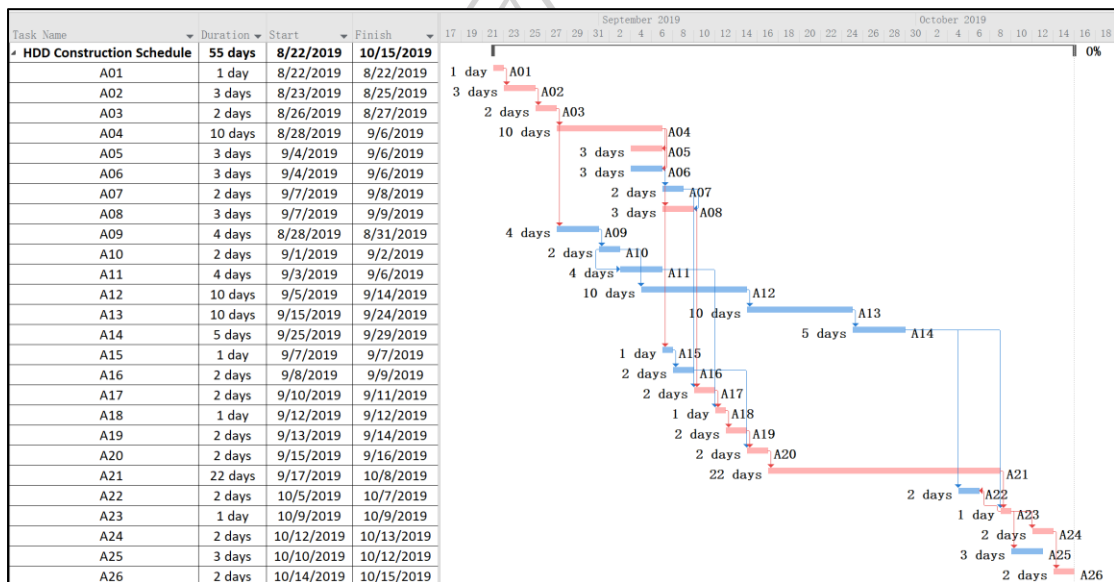 September 2019 October 2019
Task Name Duration Start Finish 17 19 21 23 25 27 29 31 2 4 6 8 10 12 14 16 18 20 22 24 26 28 30 2 4 6 8 10 12 14 16 18
HDD Construction Schedule 55 days 8/22/2019 10/15/2019 0%
A01 1 day 8/22/2019 8/22/2019 1 day A01
A02 3 days 8/23/2019 8/25/2019 3 days A02
A03 2 days 8/26/2019 8/27/2019 2 days A03
A04 10 days 8/28/2019 9/6/2019 10 days A04
A05 3 days 9/4/2019 9/6/2019 3 days A05
A06 3 days 9/4/2019 9/6/2019 3 days A06
A07 2 days 9/7/2019 9/8/2019 2 days A07
A08 3 days 9/7/2019 9/9/2019 3 days A08
A09 4 days 8/28/2019 8/31/2019 4 days A09
A10 2 days 9/1/2019 9/2/2019 2 days A10
A11 4 days 9/3/2019 9/6/2019 4 days A11
A12 10 days 9/5/2019 9/14/2019 10 days A12
A13 10 days 9/15/2019 9/24/2019 10 days A13
A14 5 days 9/25/2019 9/29/2019 5 days A14
A15 1 day 9/7/2019 9/7/2019 1 day A15
A16 2 days 9/8/2019 9/9/2019 2 days A16
A17 2 days 9/10/2019 9/11/2019 2 days A17
A18 1 day 9/12/2019 9/12/2019 1 day A18
A19 2 days 9/13/2019 9/14/2019 2 days A19
A20 2 days 9/15/2019 9/16/2019 2 days A20
A21 22 days 9/17/2019 10/8/2019 22 days A21
A22 2 days 10/5/2019 10/7/2019 2 days A22
A23 1 day 10/9/2019 10/9/2019 1 day A23
A24 2 days 10/12/2019 10/13/2019 2 days A24
A25 3 days 10/10/2019 10/12/2019 3 days A25
A26 2 days 10/14/2019 10/15/2019 2 days A26